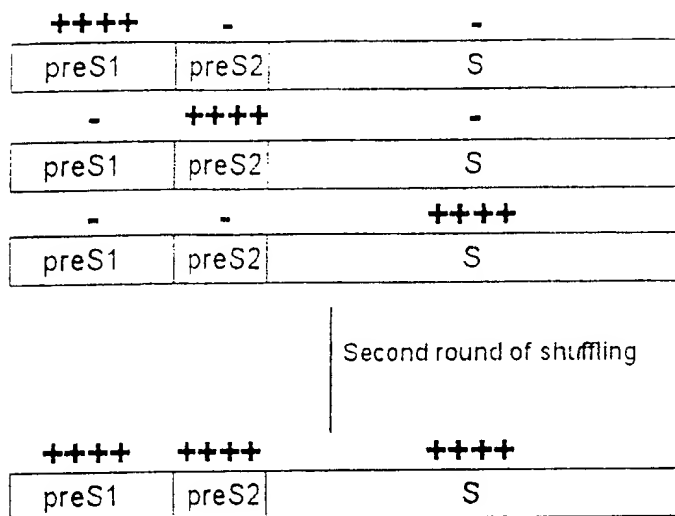 ++++ - -
preS1 preS2 S
- ++++ -
preS1 preS2 S
- - ++++
preS1 preS2 S
Second round of shuffling
++++ ++++ ++++
preS1 preS2 S